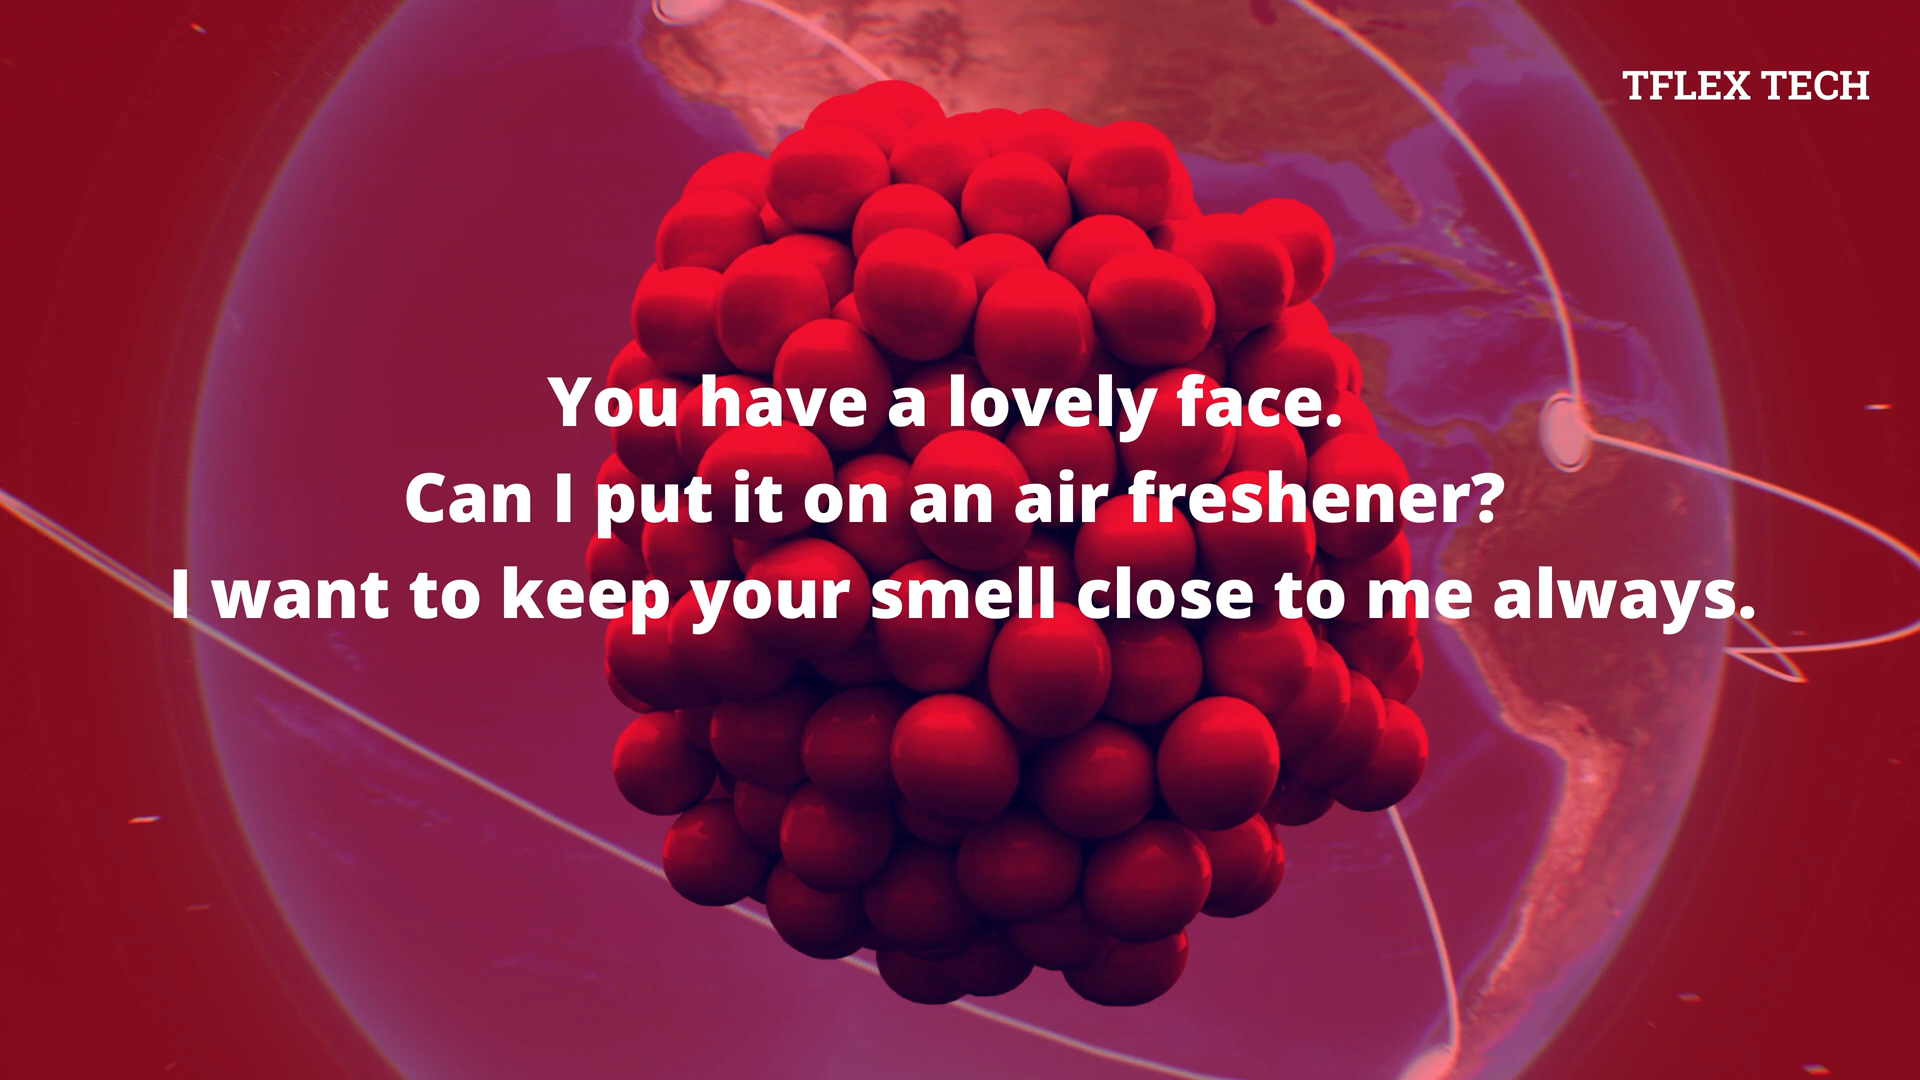 TFLEX TECH
You have a lovely face.
Can I put it on an air freshener?
I want to keep your smell close to me always.